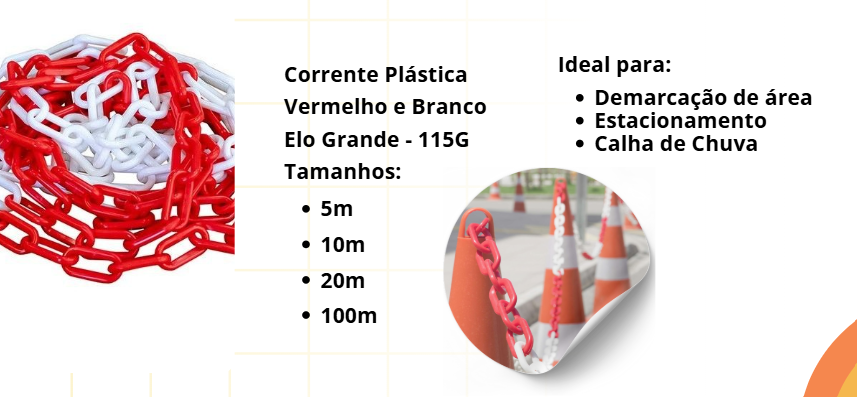 Corrente Plástica
Vermelho e Branco
Elo Grande - 115G
Tamanhos:
5m
10m
20m
100m
Ideal para:
Demarcação de área
Estacionamento
Calha de Chuva